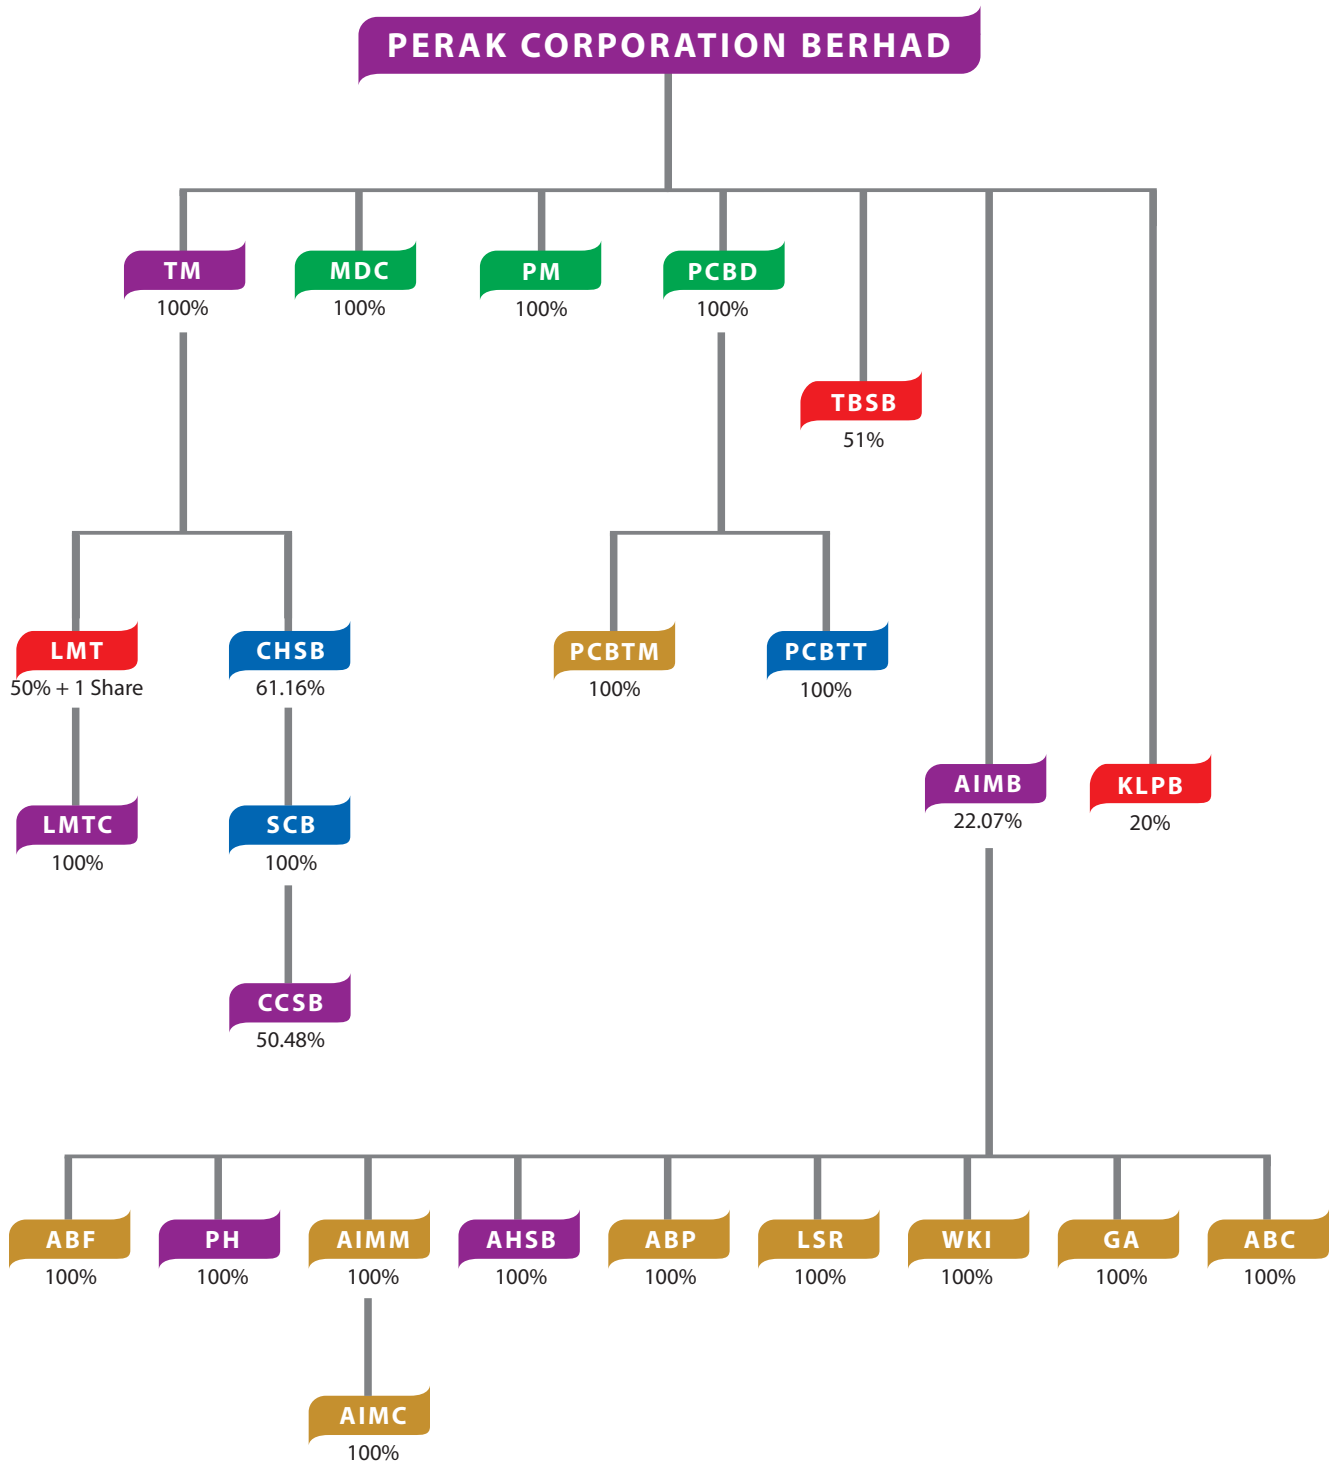 PERAK CORPORATION BERHAD
TM
100%
MDC
100%
PM
100%
PCBD
100%
TBSB
51%
LMT
50% + 1 Share
CHSB
61.16%
PCBTM
100%
PCBTT
100%
AIMB
22.07%
KLPB
20%
LMTC
100%
SCB
100%
CCSB
50.48%
ABF
100%
PH
100%
AIMM
100%
AHSB
100%
ABP
100%
LSR
100%
WKI
100%
GA
100%
ABC
100%
AIMC
100%